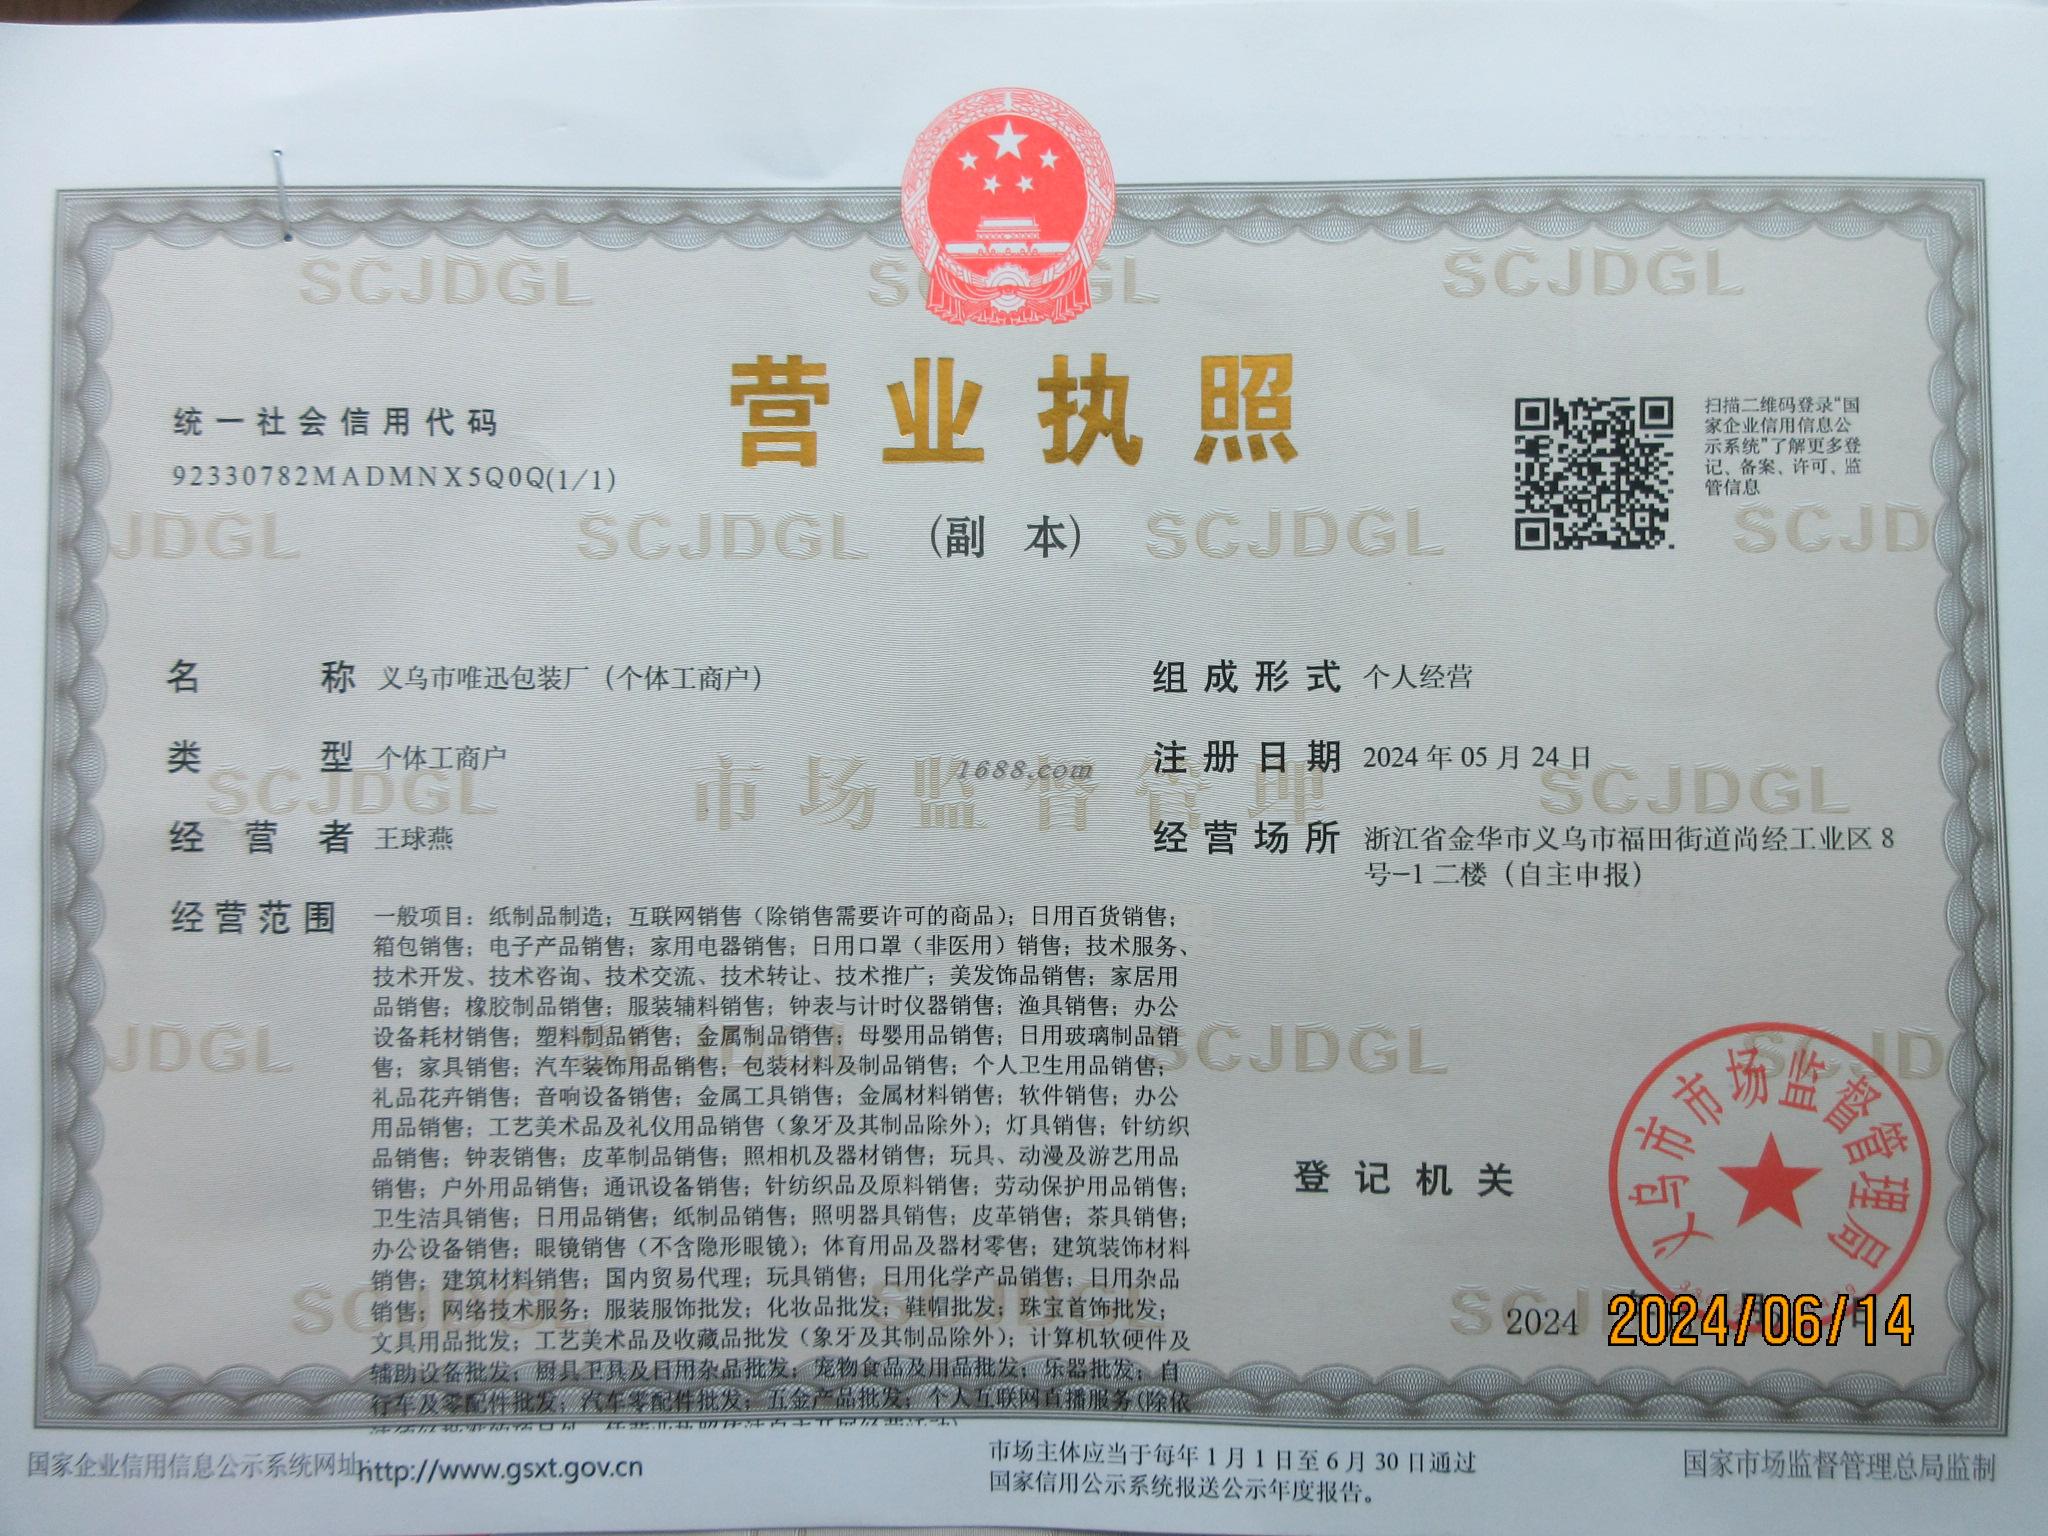 SCJDGL
SCJDGL
SCJDGL
营业执照
(副 本)
统一社会信用代码
92330782MADMNX5Q0Q(1/1)
扫描二维码登录“国
家企业信用信息公
示系统”了解更多登
记、备案、许可、监
管信息
JDGL
SCJDGL
SCJDGL
SCJD
名 称 义乌市唯迅包装厂（个体工商户）
类 型 个体工商户
经 营 者 王球燕
组成形式 个人经营
注册日期 2024 年 05 月 24 日
经营场所 浙江省金华市义乌市福田街道尚经工业区 8
号-1 二楼（自主申报）
SCJDGL
市场监督管理
1688.com
SCJDGL
经营范围 一般项目：纸制品制造；互联网销售（除销售需要许可的商品）；日用百货销售；
箱包销售；电子产品销售；家用电器销售；日用口罩（非医用）销售；技术服务、
技术开发、技术咨询、技术交流、技术转让、技术推广；美发饰品销售；家居用
品销售；橡胶制品销售；服装辅料销售；钟表与计时仪器销售；渔具销售；办公
设备耗材销售；塑料制品销售；金属制品销售；母婴用品销售；日用玻璃制品销
售；家具销售；汽车装饰用品销售；包装材料及制品销售；个人卫生用品销售；
礼品花卉销售；音响设备销售；金属工具销售；金属材料销售；软件销售；办公
用品销售；工艺美术品及礼仪用品销售（象牙及其制品除外）；灯具销售；针纺织
品销售；钟表销售；皮革制品销售；照相机及器材销售；玩具、动漫及游艺用品
销售；户外用品销售；通讯设备销售；针纺织品及原料销售；劳动保护用品销售；
卫生洁具销售；日用品销售；纸制品销售；照明器具销售；皮革销售；茶具销售；
办公设备销售；眼镜销售（不含隐形眼镜）；体育用品及器材零售；建筑装饰材料
销售；建筑材料销售；国内贸易代理；玩具销售；日用化学产品销售；日用杂品
销售；网络技术服务；服装服饰批发；化妆品批发；鞋帽批发；珠宝首饰批发；
文具用品批发；工艺美术品及收藏品批发（象牙及其制品除外）；计算机软硬件及
辅助设备批发；厨具卫具及日用杂品批发；宠物食品及用品批发；乐器批发；自
行车及零配件批发；汽车零配件批发；五金产品批发；个人互联网直播服务(除依
JDGL
SCJDGL
SCJD
登记机关
义乌市市场监督管理局
2024 年 月 日
2024/06/14
国家企业信用信息公示系统网址:http://www.gsxt.gov.cn
市场主体应当于每年 1 月 1 日至 6 月 30 日通过
国家信用公示系统报送公示年度报告。
国家市场监督管理总局监制